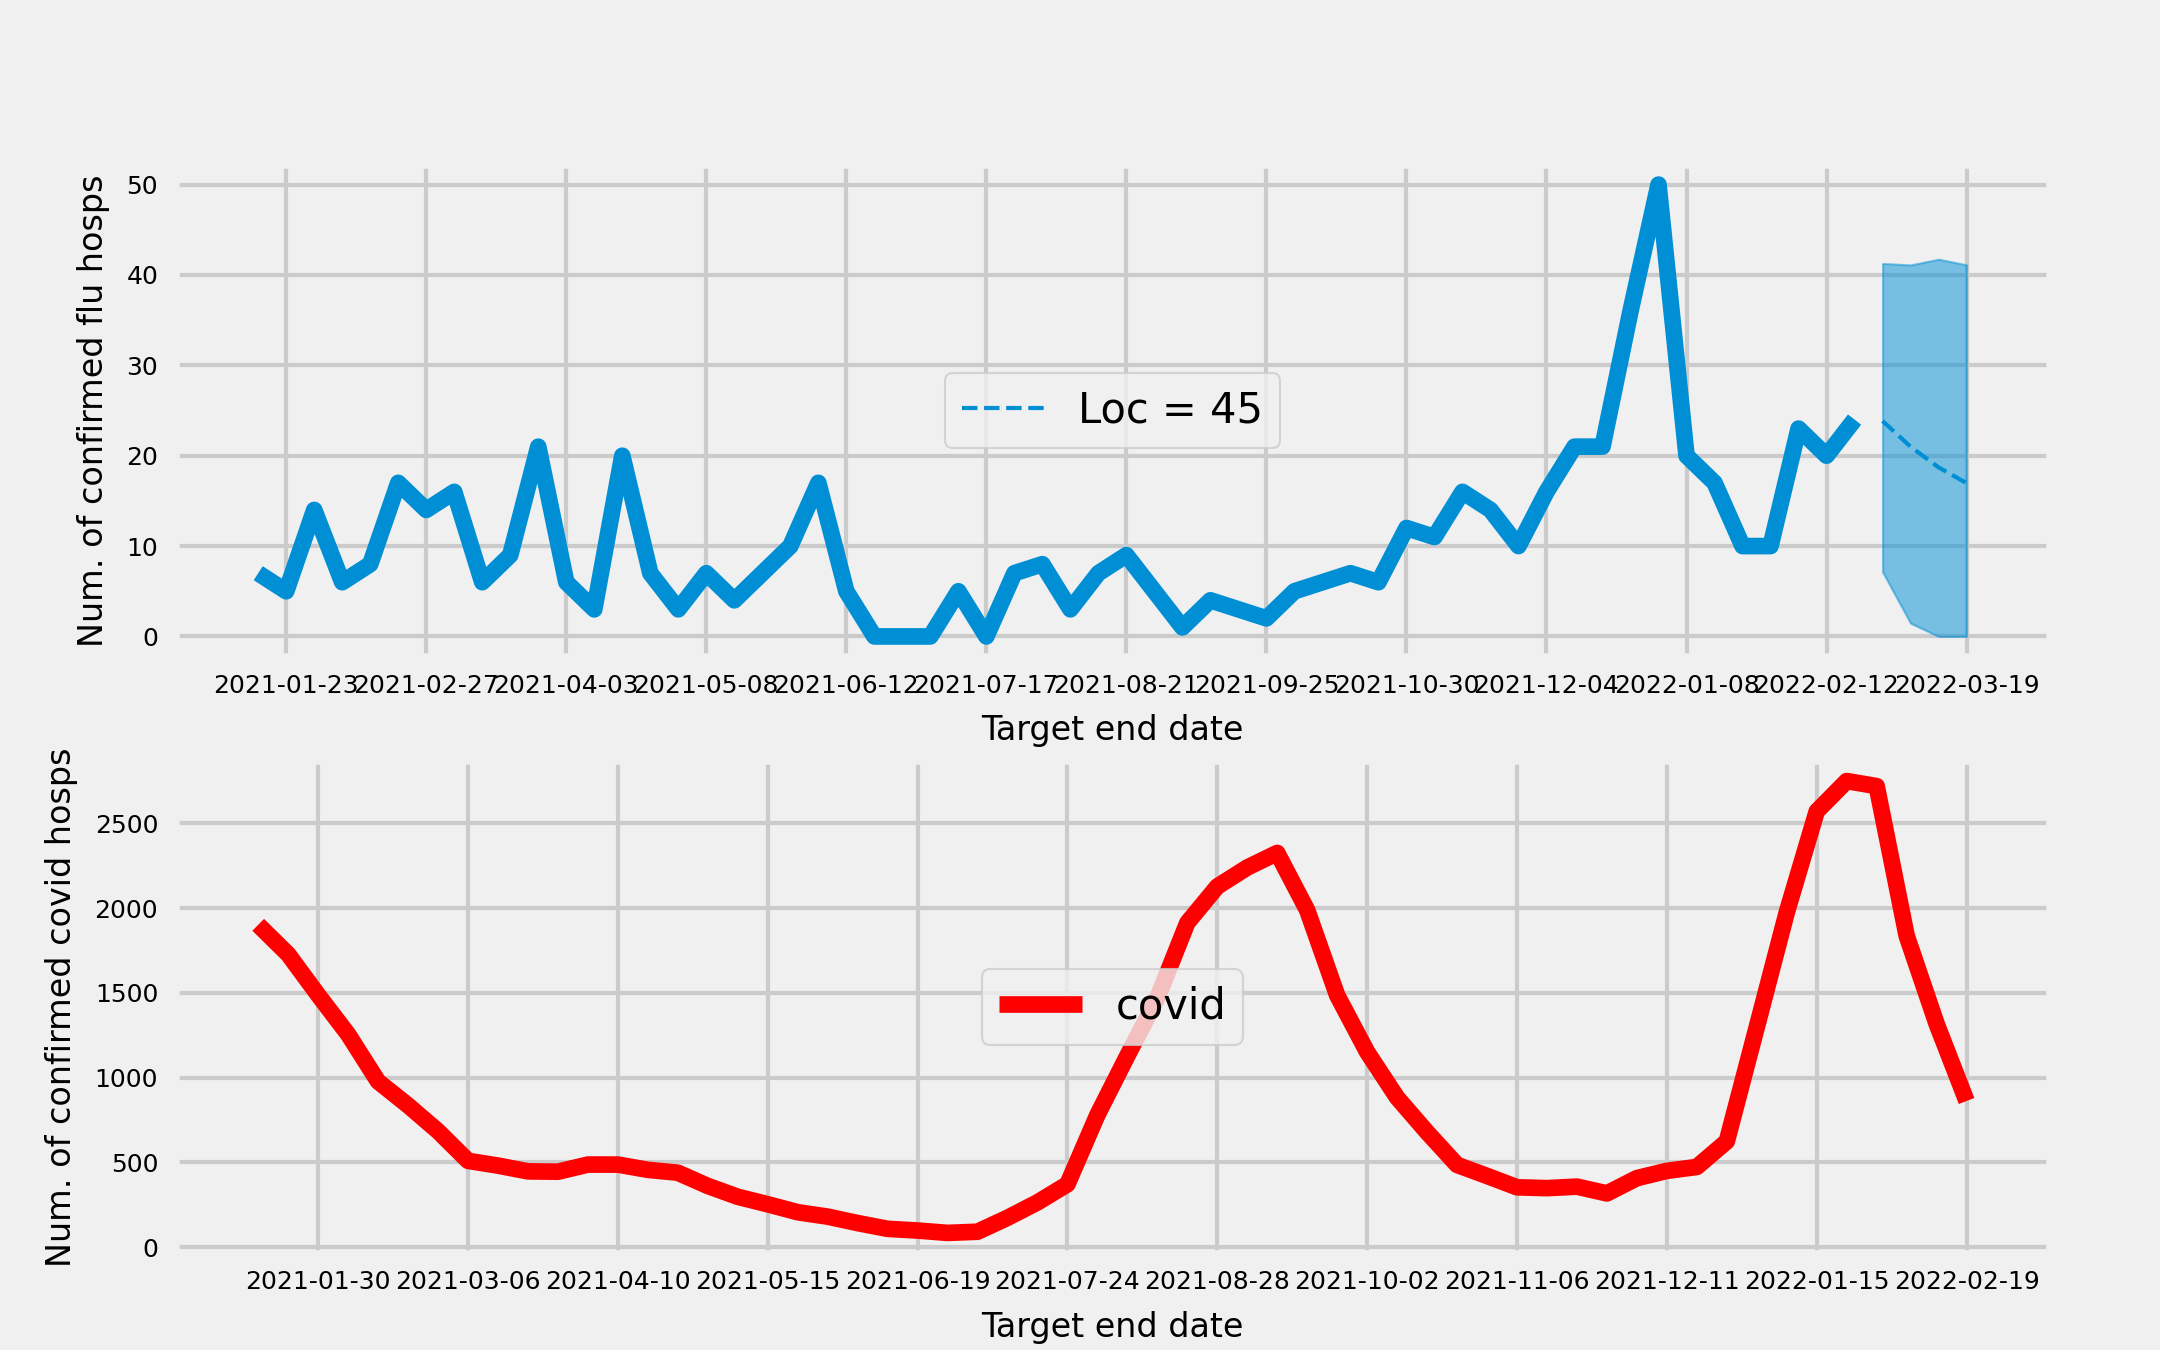 Num. of confirmed flu hosps
50
40
30
20
10
0
Loc = 45
2021-01-23 2021-02-27 2021-04-03 2021-05-08 2021-06-12 2021-07-17 2021-08-21 2021-09-25 2021-10-30 2021-12-04 2022-01-08 2022-02-12 2022-03-19
Target end date
Num. of confirmed covid hosps
2500
2000
1500
1000
500
0
covid
2021-01-30 2021-03-06 2021-04-10 2021-05-15 2021-06-19 2021-07-24 2021-08-28 2021-10-02 2021-11-06 2021-12-11 2022-01-15 2022-02-19
Target end date